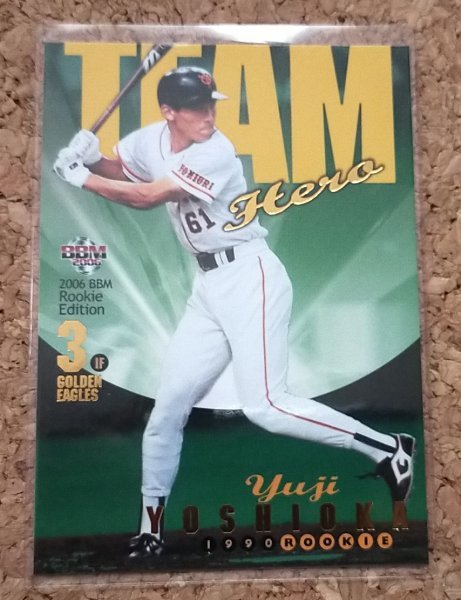 TEAM
Hero
YOMIURI
61
BBM
2006
2006 BBM
Rookie
Edition
3 IF
GOLDEN
EAGLES
Yuji
YOSHIOKA
1990 ROOKIE